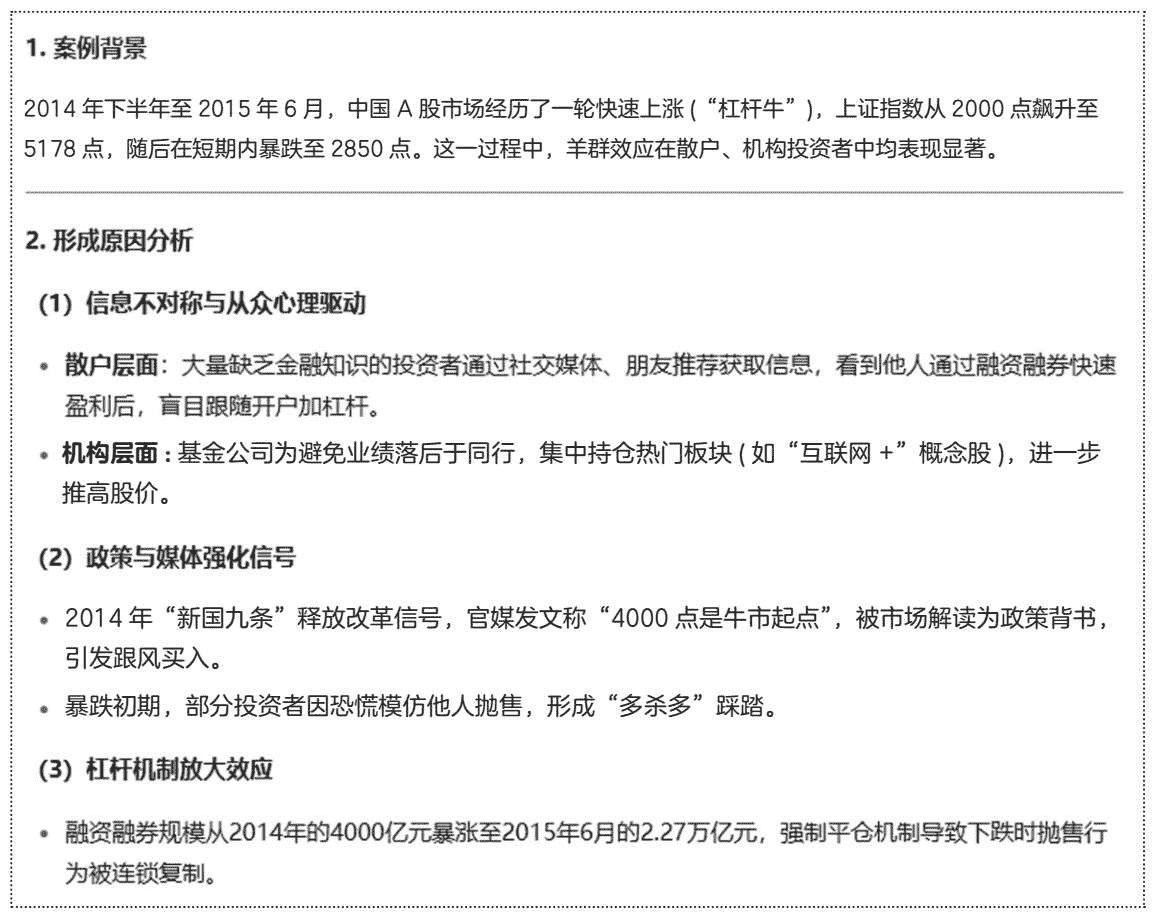 1. 案例背景
2014 年下半年至 2015 年 6 月，中国 A 股市场经历了一轮快速上涨 (“杠杆牛” )，上证指数从 2000 点飙升至
5178 点，随后在短期内暴跌至 2850 点。这一过程中，羊群效应在散户、机构投资者中均表现显著。
2. 形成原因分析
（1）信息不对称与从众心理驱动
• 散户层面：大量缺乏金融知识的投资者通过社交媒体、朋友推荐获取信息，看到他人通过融资融券快速
盈利后，盲目跟随开户加杠杆。
• 机构层面 : 基金公司为避免业绩落后于同行，集中持仓热门板块 ( 如“互联网 +”概念股 )，进一步
推高股价。
（2）政策与媒体强化信号
• 2014 年“新国九条”释放改革信号，官媒发文称“4000 点是牛市起点”，被市场解读为政策背书，
引发跟风买入。
• 暴跌初期，部分投资者因恐慌模仿他人抛售，形成“多杀多”踩踏。
（3）杠杆机制放大效应
• 融资融券规模从2014年的4000亿元暴涨至2015年6月的2.27万亿元，强制平仓机制导致下跌时抛售行
为被连锁复制。